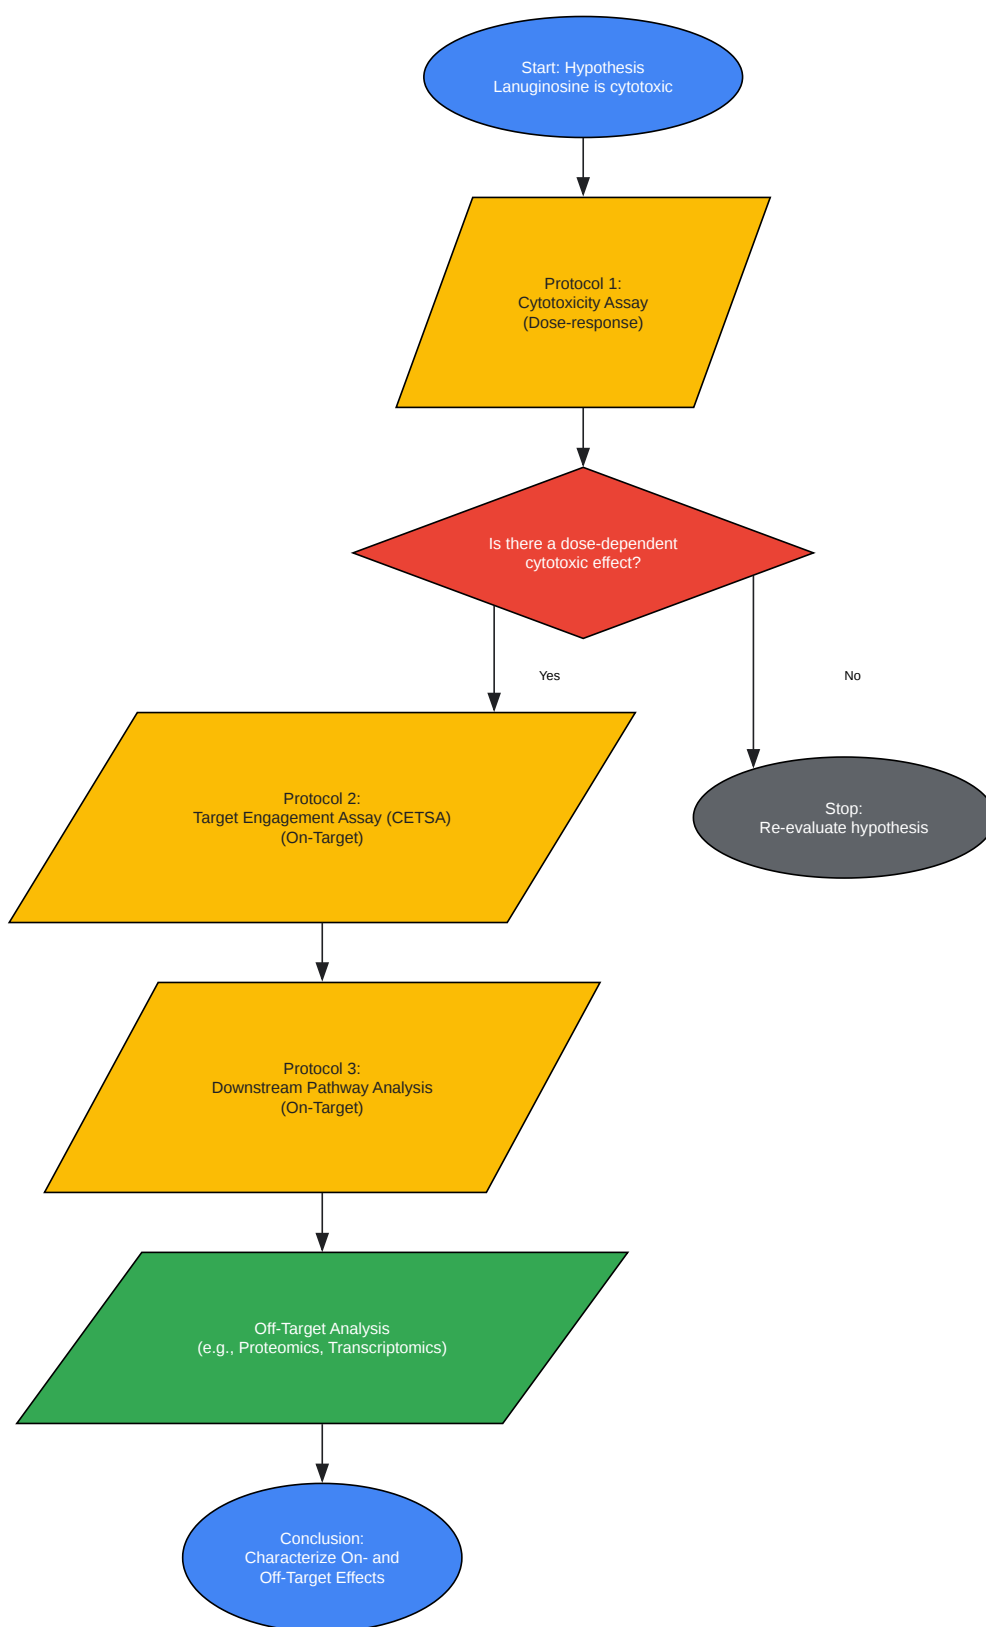 Start: Hypothesis
Lanuginosine is cytotoxic
Protocol 1:
Cytotoxicity Assay
(Dose-response)
Is there a dose-dependent
cytotoxic effect?
Yes
No
Protocol 2:
Target Engagement Assay (CETSA)
(On-Target)
Stop:
Re-evaluate hypothesis
Protocol 3:
Downstream Pathway Analysis
(On-Target)
Off-Target Analysis
(e.g., Proteomics, Transcriptomics)
Conclusion:
Characterize On- and
Off-Target Effects